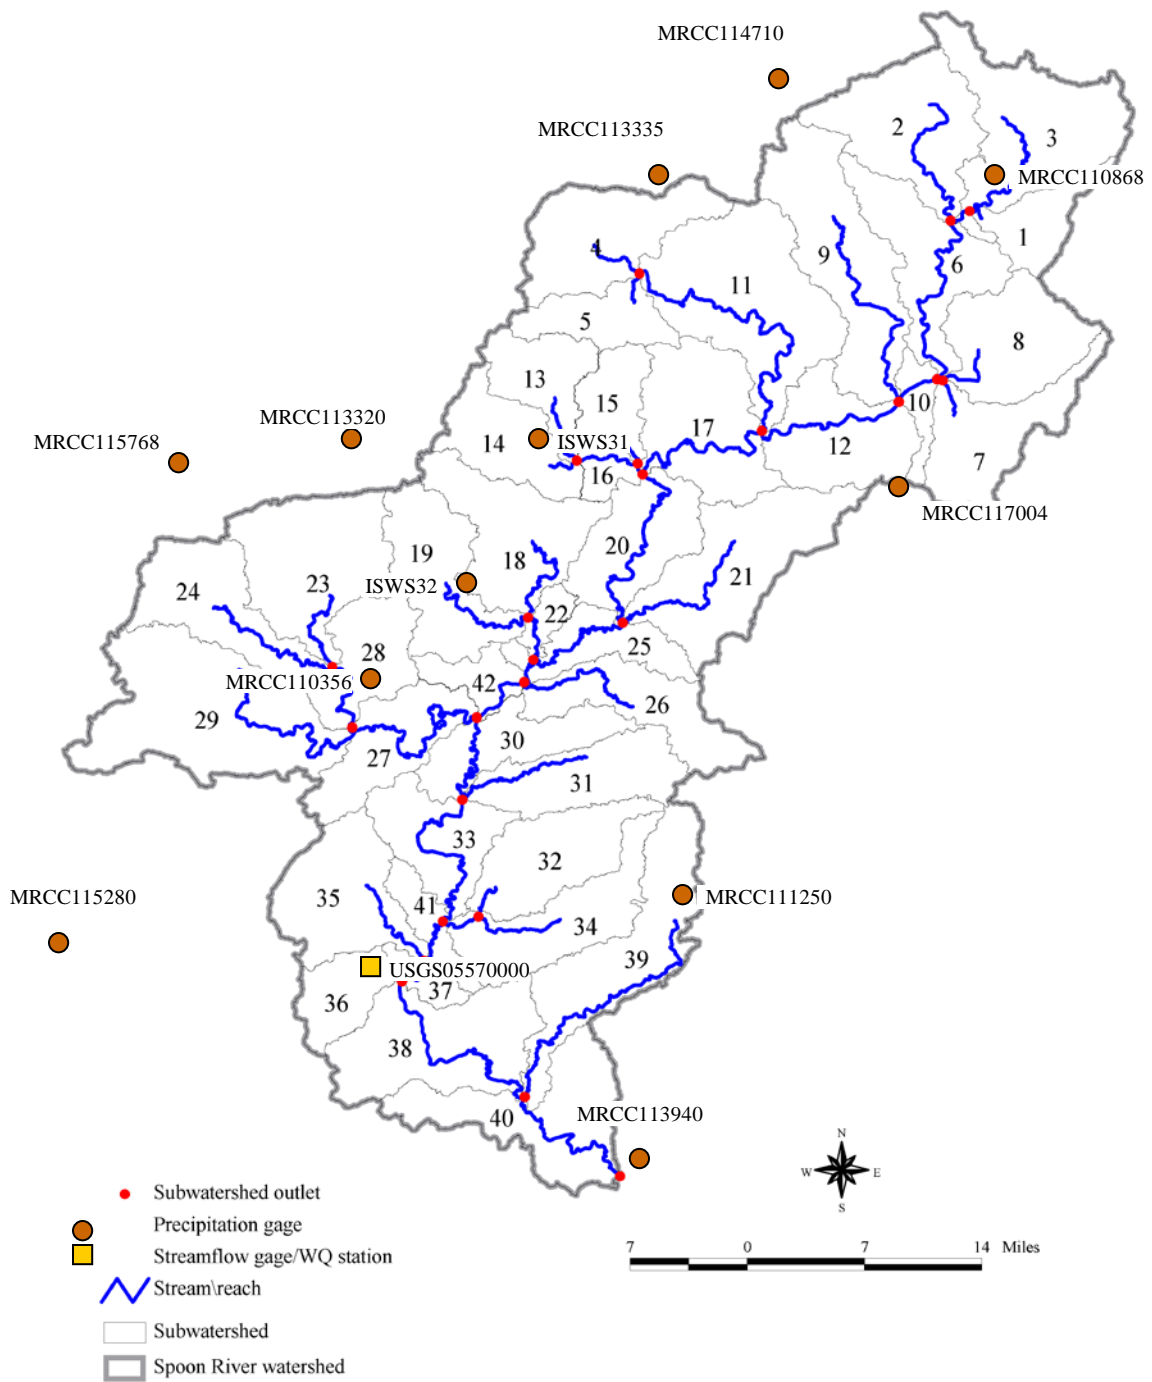 MRCC114710
MRCC113335
2
3
MRCC110868
1
4
9
6
11
5
8
13
15
10
MRCC113320
MRCC115768
14
ISWS31
17
12
16
7
MRCC117004
19
18
20
21
24
23
ISWS32
22
25
28
MRCC110356
42
26
29
30
27
31
33
32
35
MRCC115280
41
34
MRCC111250
39
USGS05570000
36
37
38
40
MRCC113940
N
W
E
S
Subwatershed outlet
Precipitation gage
Streamflow gage/WQ station
Stream\reach
Subwatershed
Spoon River watershed
7 0 7 14 Miles